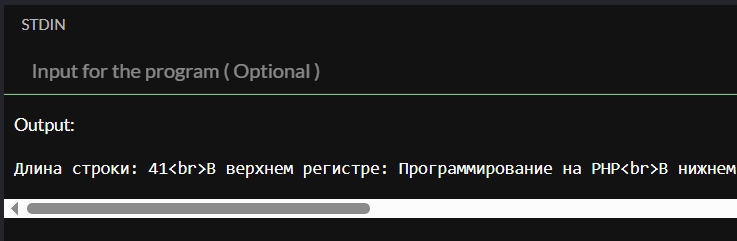 STDIN
Input for the program ( Optional )
Output:
Длина строки: 41<br>В верхнем регистре: Программирование на PHP<br>В нижнем